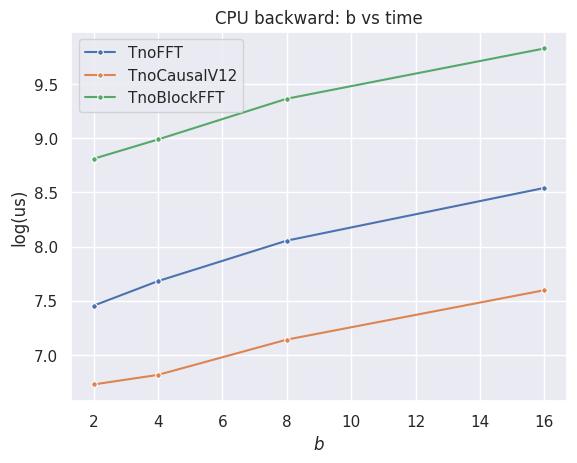 CPU backward: b vs time
TnoFFT
TnoCausalV12
TnoBlockFFT
log(us)
9.5
9.0
8.5
8.0
7.5
7.0
2 4 6 8 10 12 14 16
b